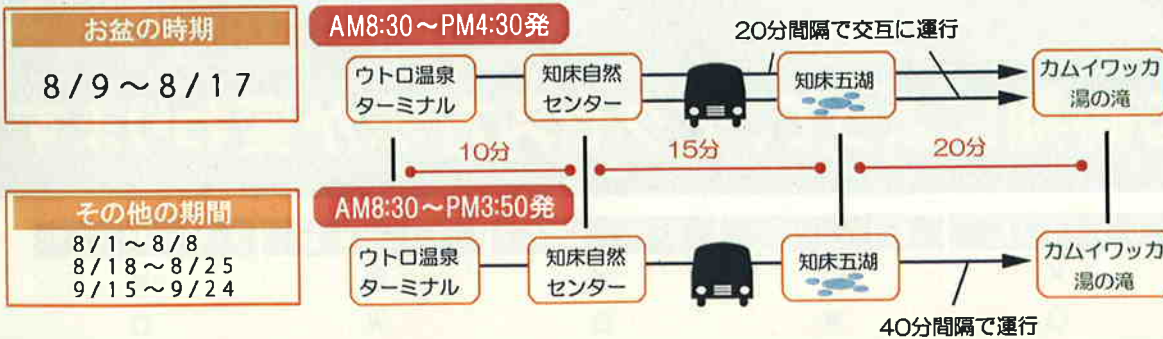 お盆の時期
8/9～8/17
AM8:30～PM4:30発
20分間隔で交互に運行
ウトロ温泉
ターミナル
知床自然
センター
知床五湖
カムイワッカ
湯の滝
10分
15分
20分
その他の期間
8/1～8/8
8/18～8/25
9/15～9/24
AM8:30～PM3:50発
ウトロ温泉
ターミナル
知床自然
センター
知床五湖
カムイワッカ
湯の滝
40分間隔で運行